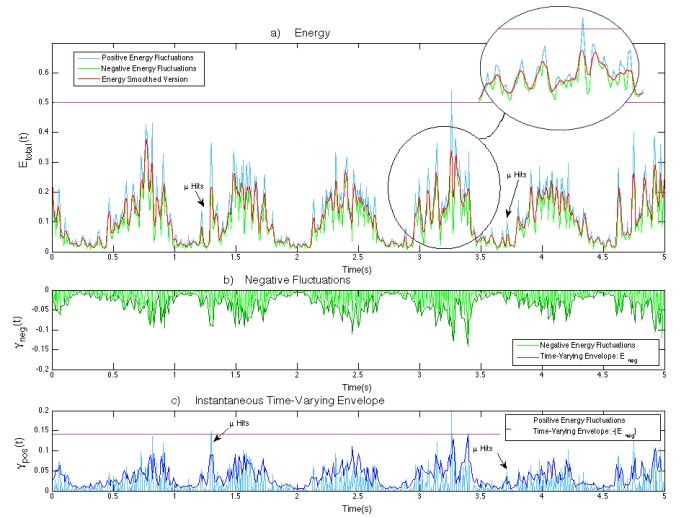 a) Energy
Positive Energy Fluctuations
Negative Energy Fluctuations
Energy Smoothed Version
E total (t)
0.6
0.5
0.4
0.3
0.2
0.1
0
μ Hits
μ Hits
0 0.5 1 1.5 2 2.5 3 3.5 4 4.5 5
Time(s)
b) Negative Fluctuations
γ neg (t)
0
-0.05
-0.1
-0.15
-0.2
Negative Energy Fluctuations
Time-Varying Envelope: E neg
0 0.5 1 1.5 2 2.5 3 3.5 4 4.5 5
Time(s)
c) Instantaneous Time-Varying Envelope
γ pos (t)
0.2
0.15
0.1
0.05
0
μ Hits
μ Hits
Positive Energy Fluctuations
Time-Varying Envelope: -(E neg)
0 0.5 1 1.5 2 2.5 3 3.5 4 4.5 5
Time(s)